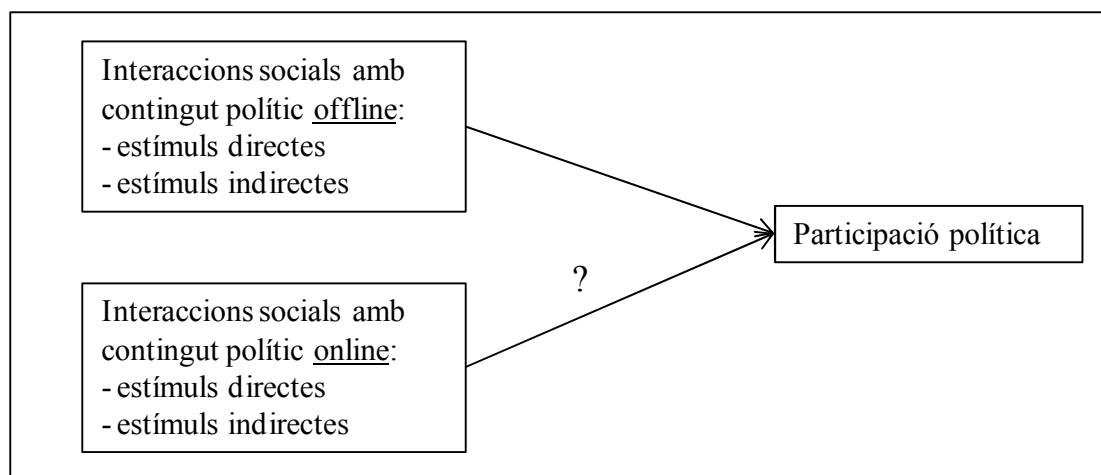 Interaccions socials amb
contingut polític offline:
- estímuls directes
- estímuls indirectes
Participació política
?
Interaccions socials amb
contingut polític online:
- estímuls directes
- estímuls indirectes